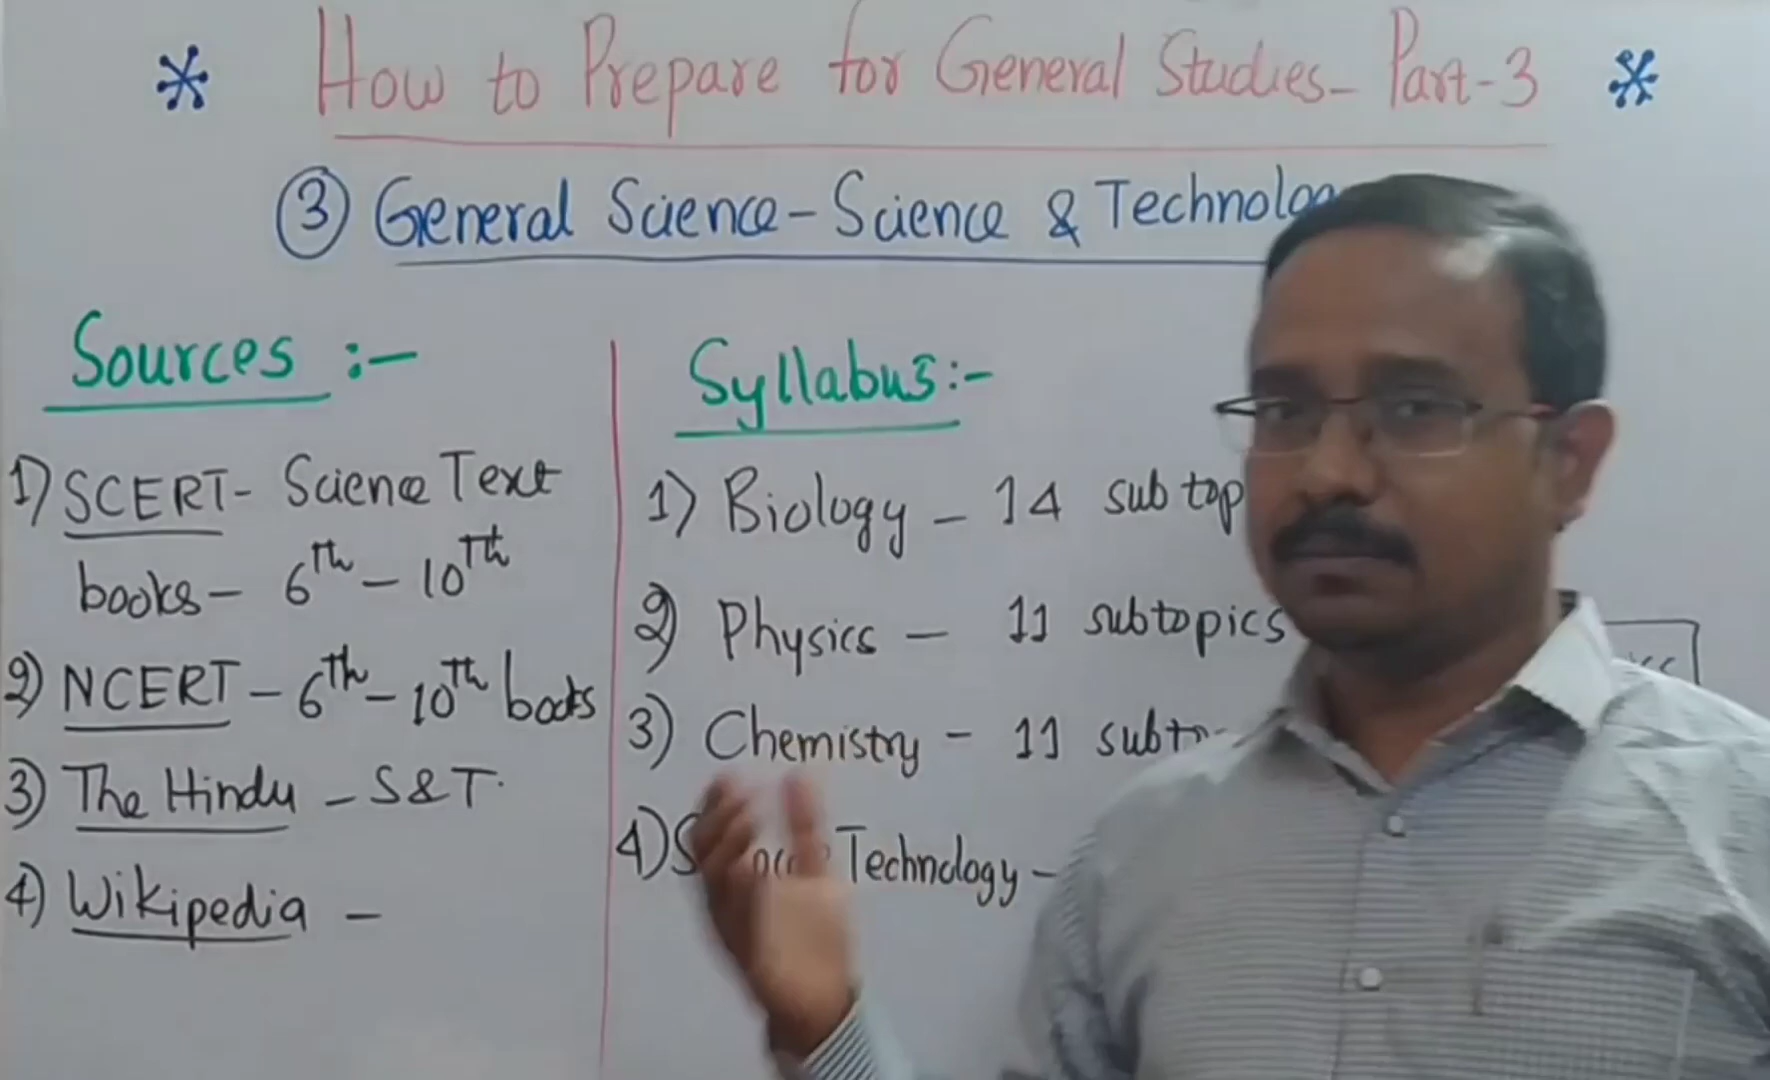 * How to Prepare for General Studies - Part-3 *
③ General Science - Science & Technolo
Sources :-
1) SCERT - Science Text
books - 6th - 10th
2) NCERT - 6th - 10th books
3) The Hindu - S&T.
4) Wikipedia -
Syllabus :-
1) Biology - 14 sub top
2) Physics - 11 subtopics
3) Chemistry - 11 subto
4) Technology -